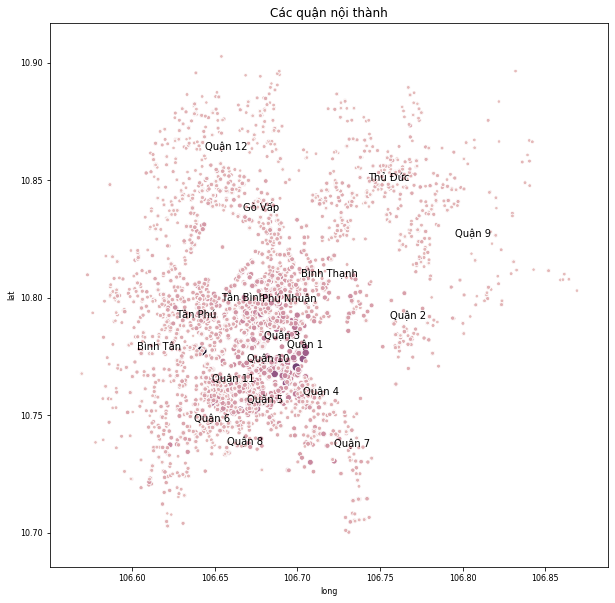 Các quận nội thành
10.90
10.85
10.80
10.75
10.70
lat
Quận 12
Thủ Đức
Gò Vấp
Quận 9
Bình Thạnh
Tân Bình
Phú Nhuận
Tân Phú
Quận 2
Quận 3
Bình Tân
Quận 1
Quận 10
Quận 11
Quận 4
Quận 5
Quận 6
Quận 8
Quận 7
106.60
106.65
106.70
106.75
106.80
106.85
long